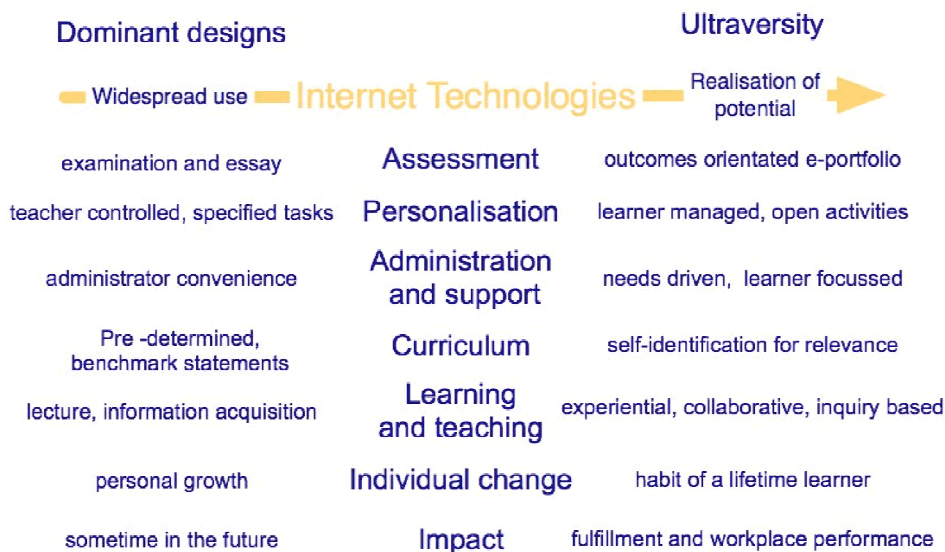 Dominant designs
Ultraversity
Widespread use
Internet Technologies
Realisation of
potential
examination and essay
Assessment
outcomes orientated e-portfolio
teacher controlled, specified tasks
Personalisation
learner managed, open activities
administrator convenience
Administration
and support
needs driven, learner focussed
Pre -determined,
benchmark statements
Curriculum
self-identification for relevance
lecture, information acquisition
Learning
and teaching
experiential, collaborative, inquiry based
personal growth
Individual change
habit of a lifetime learner
sometime in the future
Impact
fulfillment and workplace performance